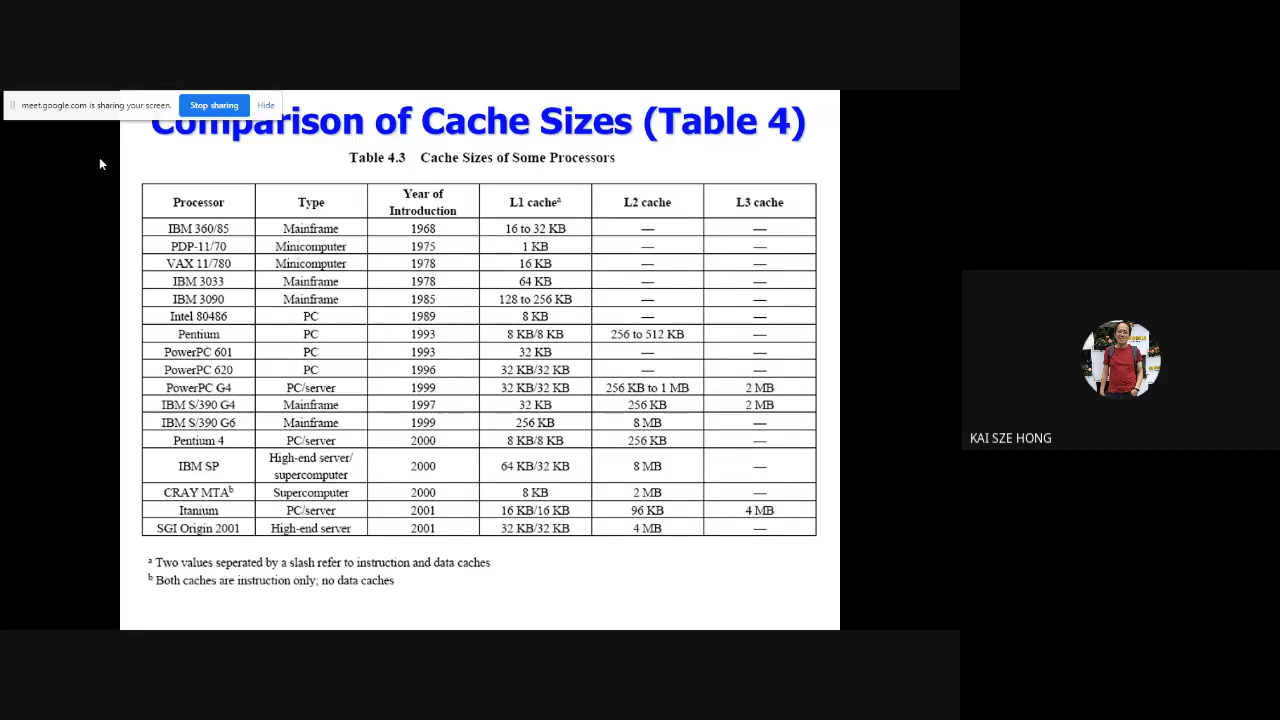 meet.google.com is sharing your screen. Stop sharing Hide
Comparison of Cache Sizes (Table 4)
Table 4.3 Cache Sizes of Some Processors
Processor Type Year of Introduction L1 cacheᵃ L2 cache L3 cache
IBM 360/85 Mainframe 1968 16 to 32 KB — —
PDP-11/70 Minicomputer 1975 1 KB — —
VAX 11/780 Minicomputer 1978 16 KB — —
IBM 3033 Mainframe 1978 64 KB — —
IBM 3090 Mainframe 1985 128 to 256 KB — —
Intel 80486 PC 1989 8 KB — —
Pentium PC 1993 8 KB/8 KB 256 to 512 KB —
PowerPC 601 PC 1993 32 KB — —
PowerPC 620 PC 1996 32 KB/32 KB — —
PowerPC G4 PC/server 1999 32 KB/32 KB 256 KB to 1 MB 2 MB
IBM S/390 G4 Mainframe 1997 32 KB 256 KB 2 MB
IBM S/390 G6 Mainframe 1999 256 KB 8 MB —
Pentium 4 PC/server 2000 8 KB/8 KB 256 KB —
IBM SP High-end server/ supercomputer 2000 64 KB/32 KB 8 MB —
CRAY MTAᵇ Supercomputer 2000 8 KB 2 MB —
Itanium PC/server 2001 16 KB/16 KB 96 KB 4 MB
SGI Origin 2001 High-end server 2001 32 KB/32 KB 4 MB —
ᵃ Two values seperated by a slash refer to instruction and data caches
ᵇ Both caches are instruction only; no data caches
KAI SZE HONG